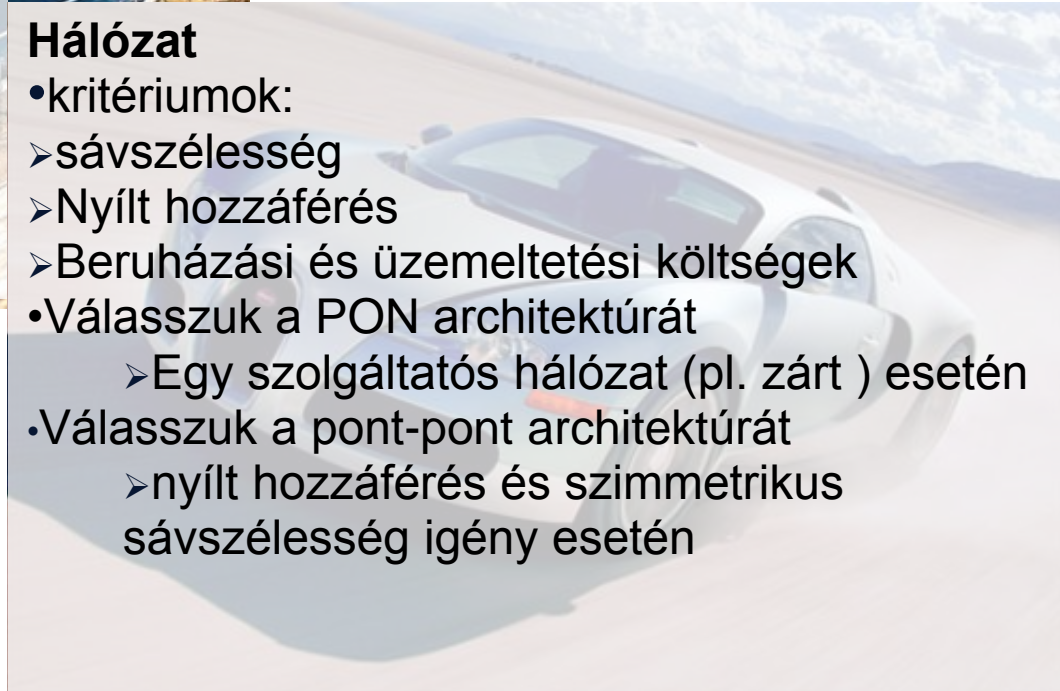 Hálózat
•kritériumok:
➢sávszélesség
➢Nyílt hozzáférés
➢Beruházási és üzemeltetési költségek
•Válasszuk a PON architektúrát
➢Egy szolgáltatós hálózat (pl. zárt ) esetén
•Válasszuk a pont-pont architektúrát
➢nyílt hozzáférés és szimmetrikus
sávszélesség igény esetén